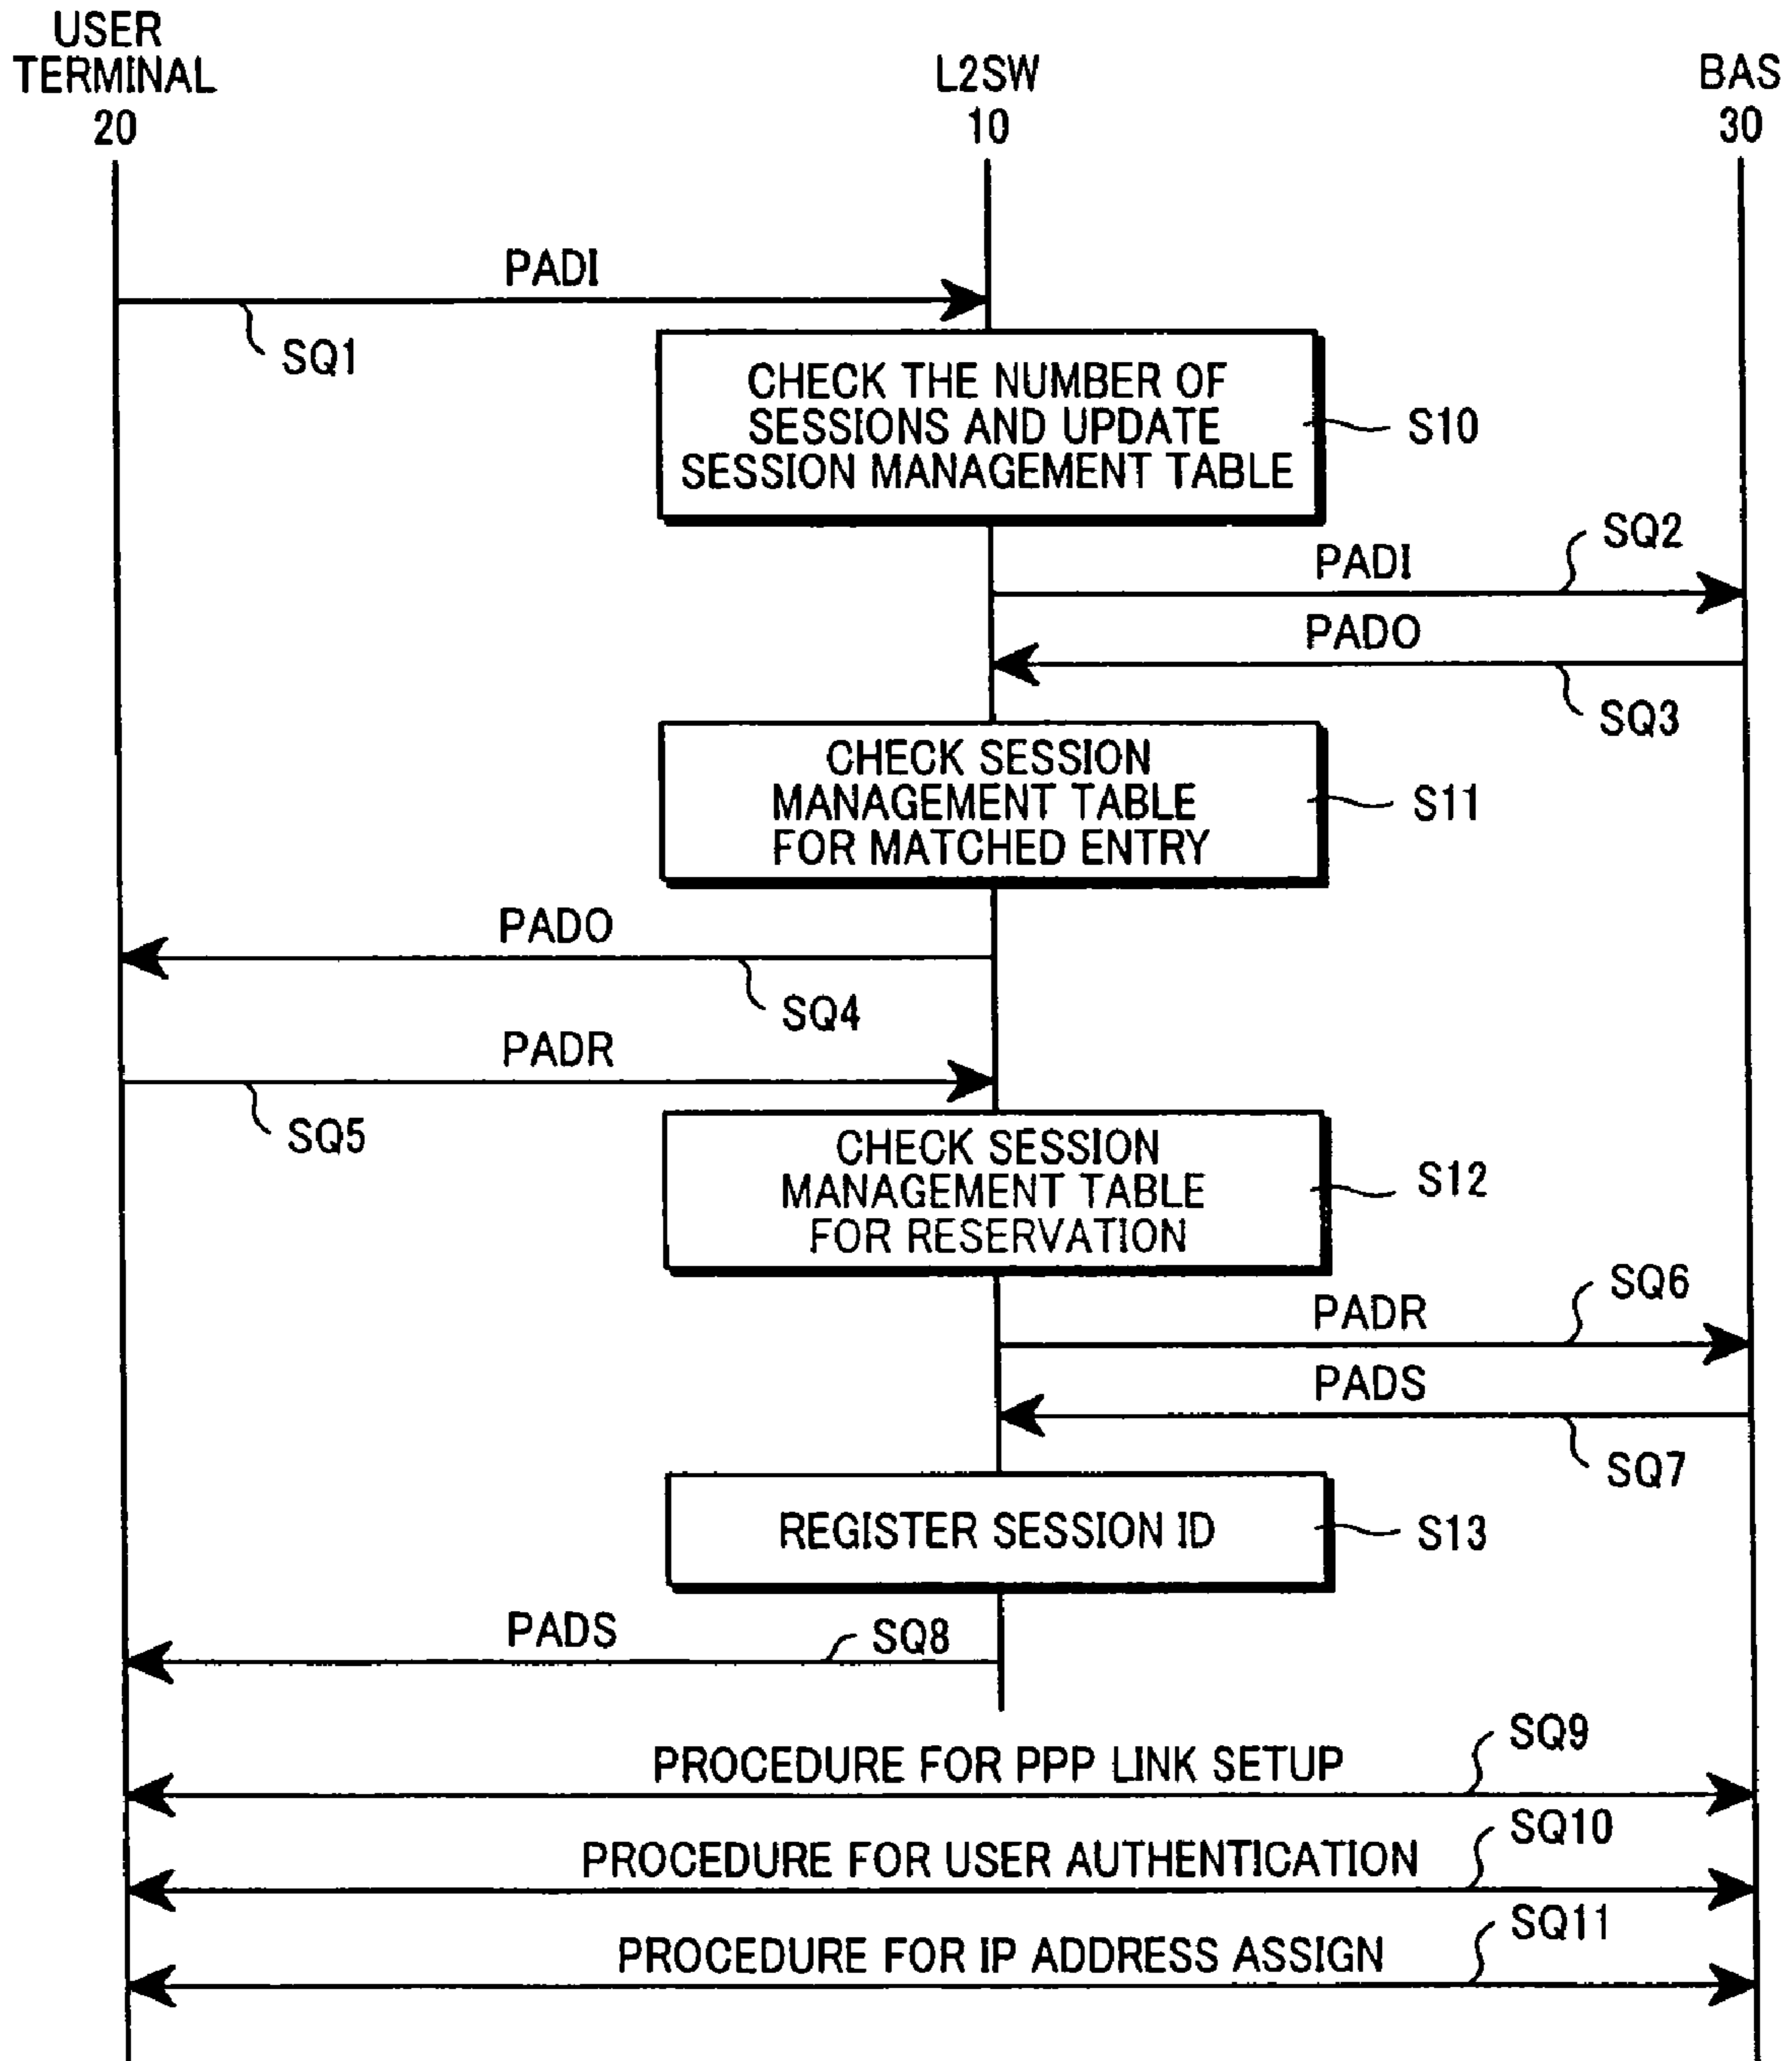 USER
TERMINAL
20
L2SW
10
BAS
30
PADI
SQ1
CHECK THE NUMBER OF
SESSIONS AND UPDATE
SESSION MANAGEMENT TABLE
S10
SQ2
PADI
PADO
SQ3
CHECK SESSION
MANAGEMENT TABLE
FOR MATCHED ENTRY
S11
PADO
SQ4
PADR
SQ5
CHECK SESSION
MANAGEMENT TABLE
FOR RESERVATION
S12
SQ6
PADR
PADS
SQ7
REGISTER SESSION ID
S13
PADS
SQ8
PROCEDURE FOR PPP LINK SETUP
SQ9
PROCEDURE FOR USER AUTHENTICATION
SQ10
PROCEDURE FOR IP ADDRESS ASSIGN
SQ11